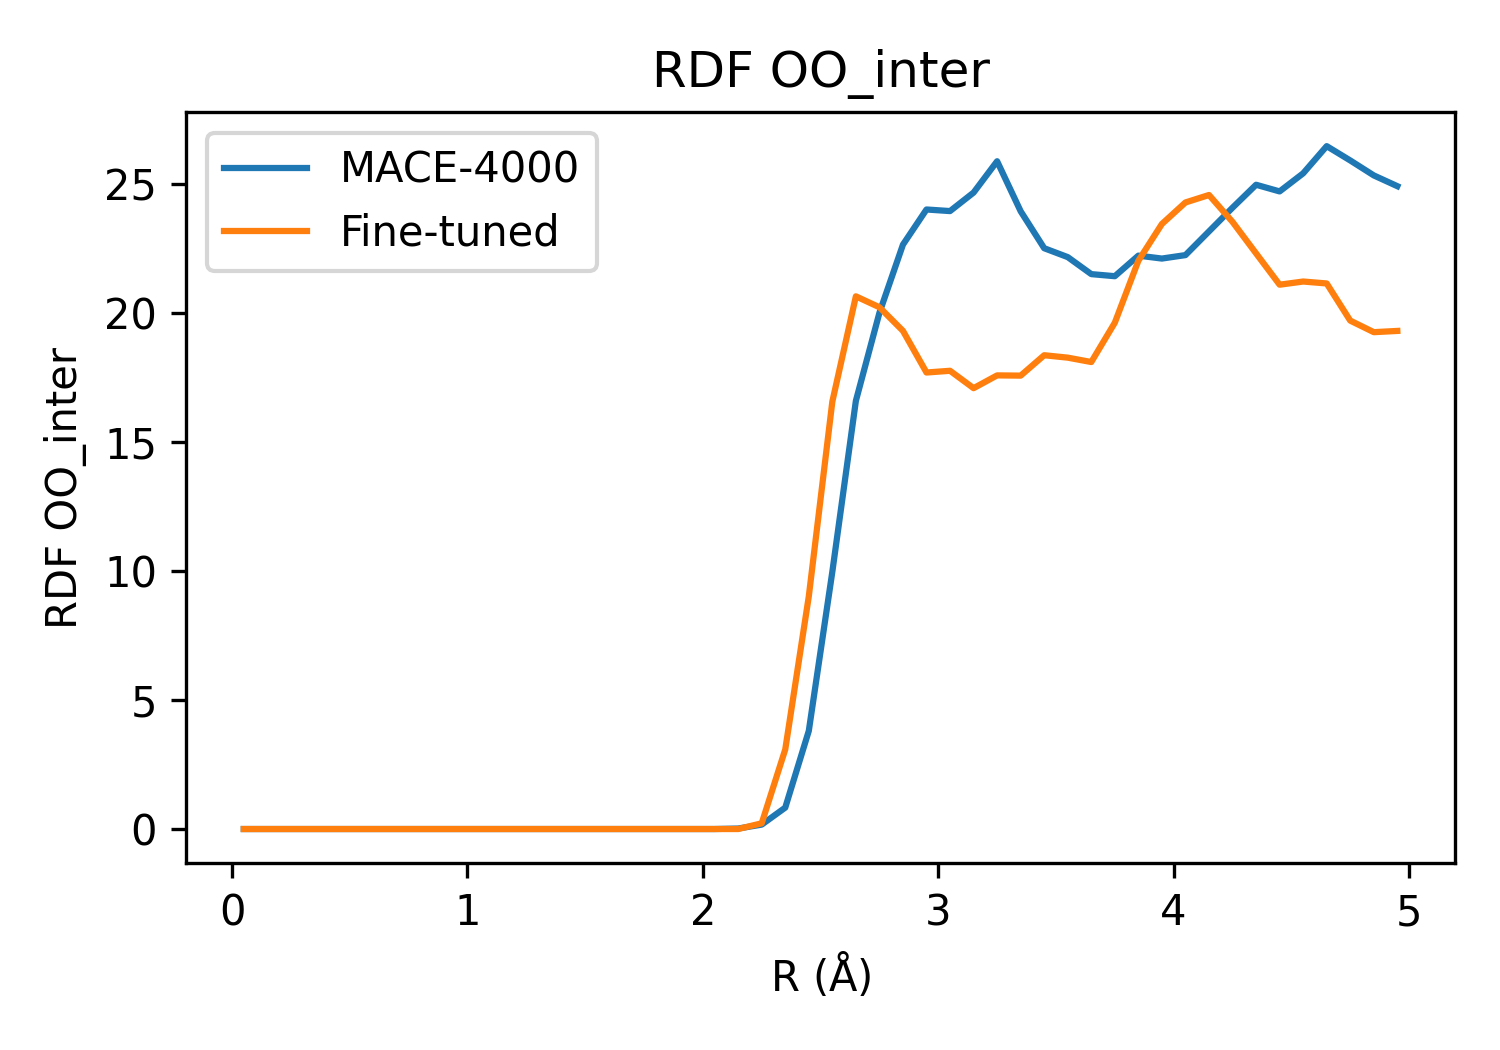 RDF OO_inter
MACE-4000
Fine-tuned
RDF OO_inter
25
20
15
10
5
0
0 1 2 3 4 5
R (Å)